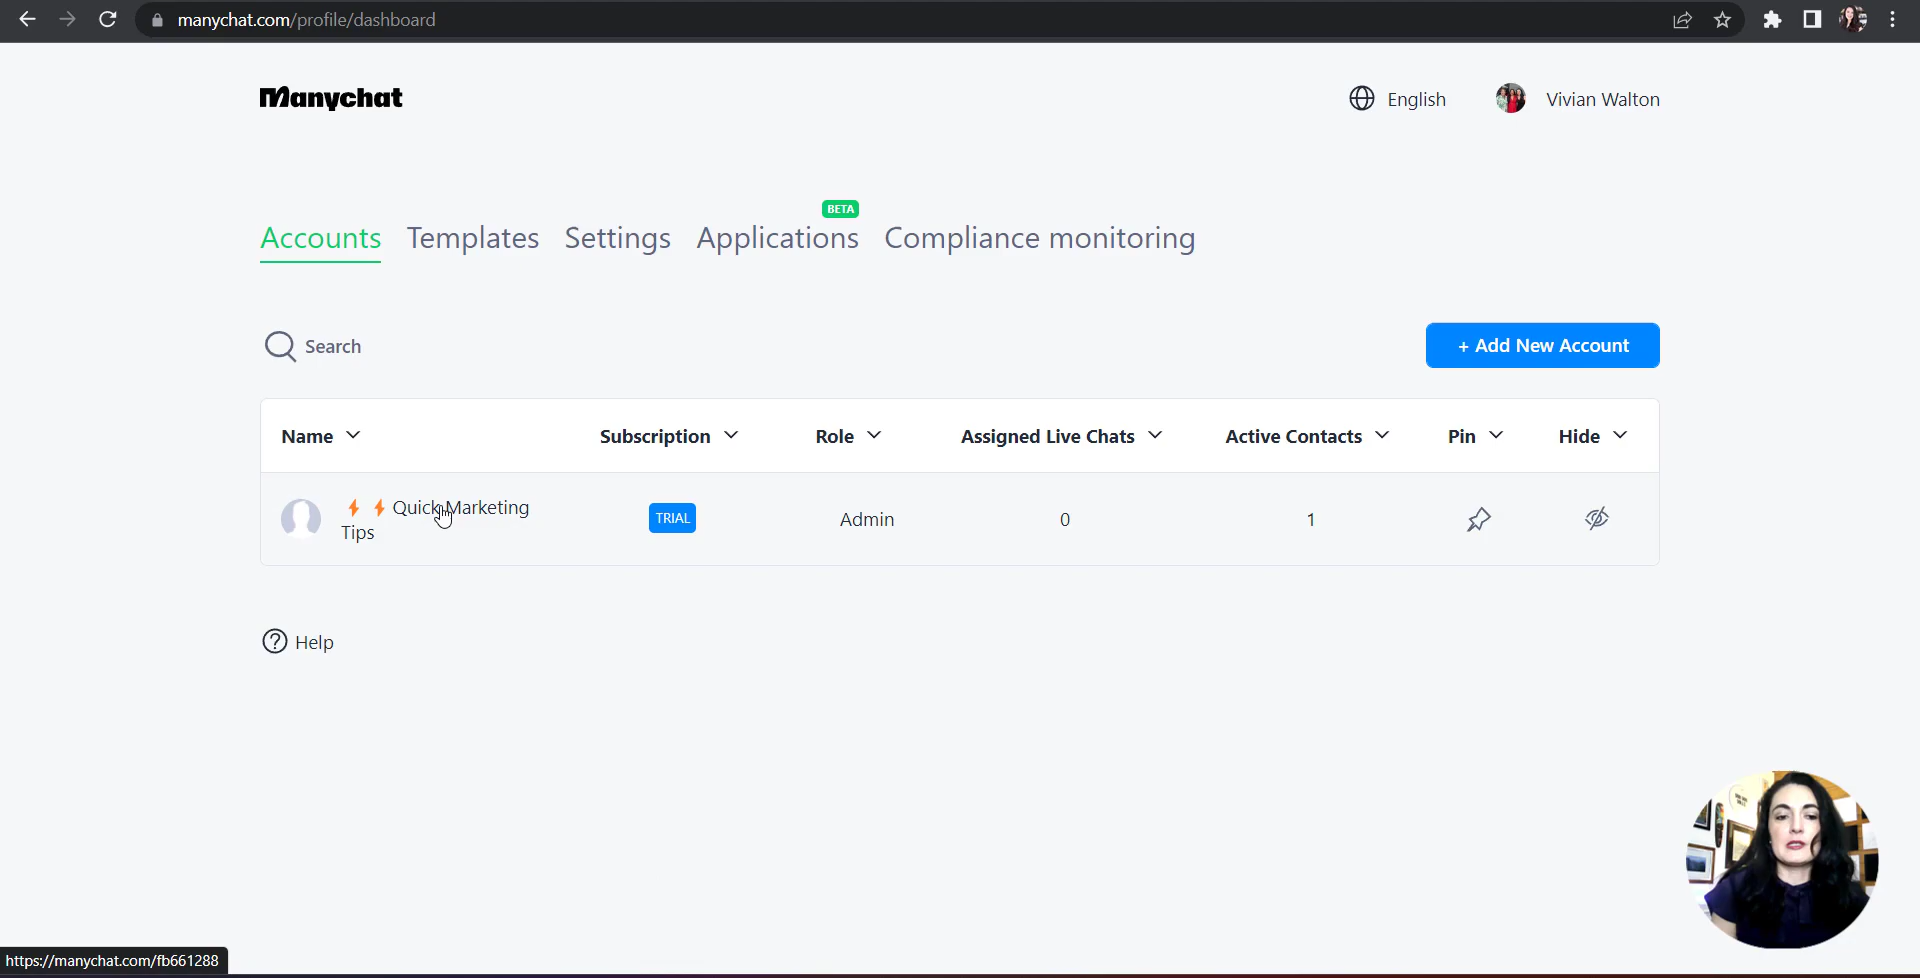 manychat.com/profile/dashboard
Manychat
English
Vivian Walton
BETA
Accounts Templates Settings Applications Compliance monitoring
Search
+ Add New Account
Name Subscription Role Assigned Live Chats Active Contacts Pin Hide
Quick Marketing
Tips
TRIAL Admin 0 1
Help
https://manychat.com/fb661288